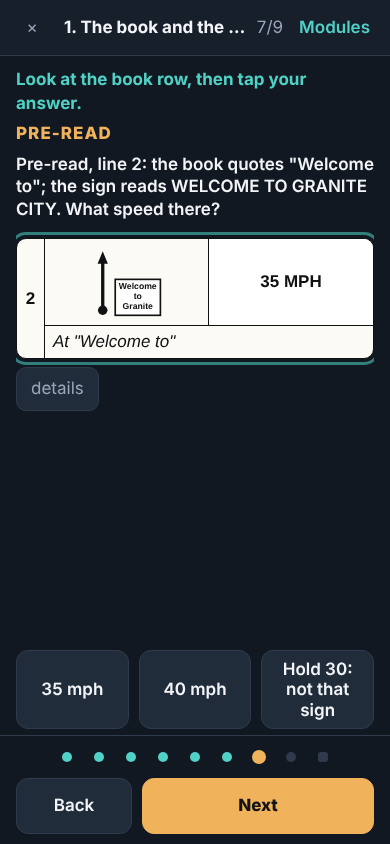 × 1. The book and the ... 7/9 Modules
Look at the book row, then tap your
answer.
PRE-READ
Pre-read, line 2: the book quotes "Welcome
to"; the sign reads WELCOME TO GRANITE
CITY. What speed there?
2
Welcome
to
Granite
35 MPH
At "Welcome to"
details
35 mph
40 mph
Hold 30:
not that
sign
Back
Next